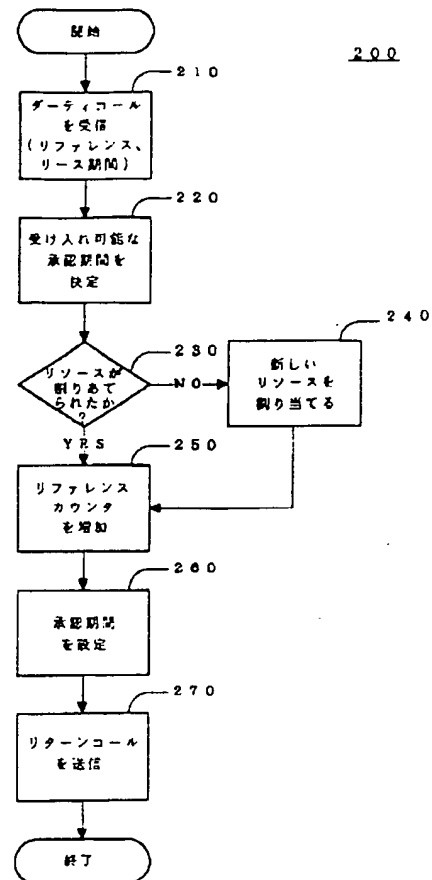 開始
２００
２１０
ダーティコール
を受信
(リファレンス、
リース期間)
２２０
受け入れ可能な
承認期間を
決定
２３０
リソースが
割りあて
られたか
?
ＮＯ
ＹＥＳ
２４０
新しい
リソースを
割り当てる
２５０
リファレンス
カウンタ
を増加
２６０
承認期間
を設定
２７０
リターンコール
を送信
終了